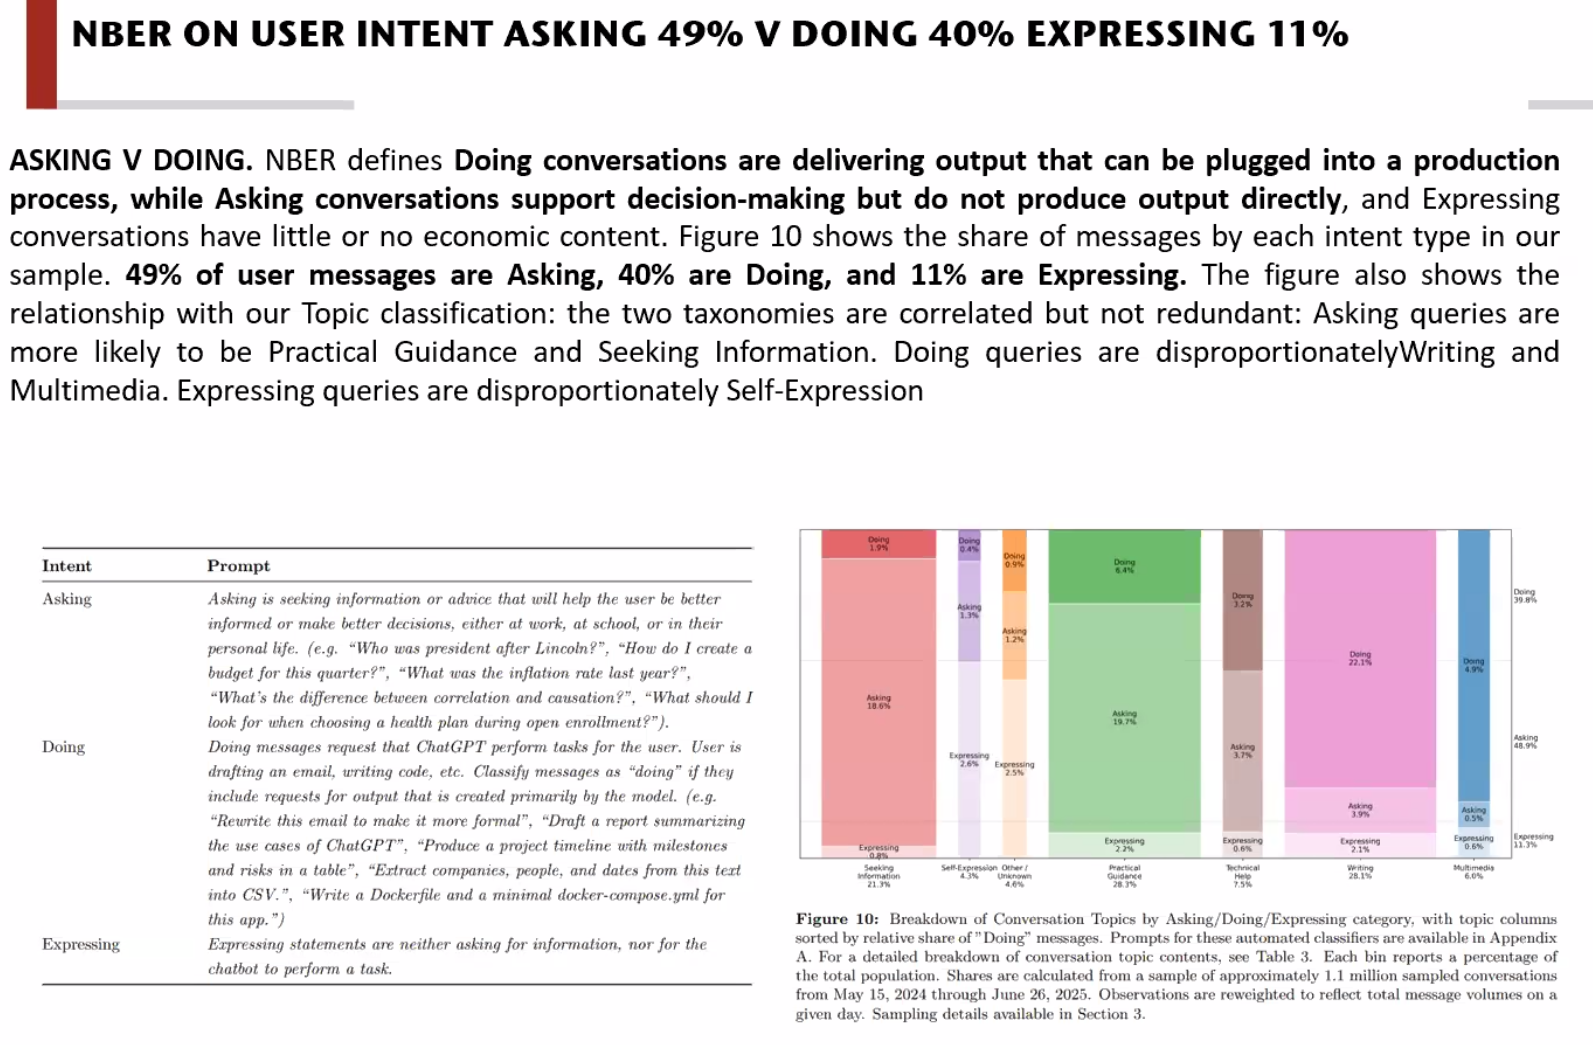 NBER ON USER INTENT ASKING 49% V DOING 40% EXPRESSING 11%
ASKING V DOING. NBER defines Doing conversations are delivering output that can be plugged into a production
process, while Asking conversations support decision-making but do not produce output directly, and Expressing
conversations have little or no economic content. Figure 10 shows the share of messages by each intent type in our
sample. 49% of user messages are Asking, 40% are Doing, and 11% are Expressing. The figure also shows the
relationship with our Topic classification: the two taxonomies are correlated but not redundant: Asking queries are
more likely to be Practical Guidance and Seeking Information. Doing queries are disproportionatelyWriting and
Multimedia. Expressing queries are disproportionately Self-Expression
Intent Prompt
Asking Asking is seeking information or advice that will help the user be better
informed or make better decisions, either at work, at school, or in their
personal life. (e.g. “Who was president after Lincoln?”, “How do I create a
budget for this quarter?”, “What was the inflation rate last year?”,
“What’s the difference between correlation and causation?”, “What should I
look for when choosing a health plan during open enrollment?”).
Doing Doing messages request that ChatGPT perform tasks for the user. User is
drafting an email, writing code, etc. Classify messages as “doing” if they
include requests for output that is created primarily by the model. (e.g.
“Rewrite this email to make it more formal”, “Draft a report summarizing
the use cases of ChatGPT”, “Produce a project timeline with milestones
and risks in a table”, “Extract companies, people, and dates from this text
into CSV.”, “Write a Dockerfile and a minimal docker-compose.yml for
this app.”)
Expressing Expressing statements are neither asking for information, nor for the
chatbot to perform a task.
Doing
1.9%
Asking
18.6%
Expressing
0.8%
Seeking
Information
21.3%
Doing
0.4%
Asking
1.3%
Expressing
2.6%
Self-Expression
4.3%
Doing
0.9%
Asking
1.2%
Expressing
2.5%
Other /
Unknown
4.6%
Doing
6.4%
Asking
19.7%
Expressing
2.2%
Practical
Guidance
28.3%
Doing
3.2%
Asking
3.7%
Expressing
0.6%
Technical
Help
7.5%
Doing
22.1%
Asking
3.9%
Expressing
2.1%
Writing
28.1%
Doing
4.9%
Asking
0.5%
Expressing
0.6%
Multimedia
6.0%
Doing
39.8%
Asking
48.9%
Expressing
11.3%
Figure 10: Breakdown of Conversation Topics by Asking/Doing/Expressing category, with topic columns
sorted by relative share of ”Doing” messages. Prompts for these automated classifiers are available in Appendix
A. For a detailed breakdown of conversation topic contents, see Table 3. Each bin reports a percentage of
the total population. Shares are calculated from a sample of approximately 1.1 million sampled conversations
from May 15, 2024 through June 26, 2025. Observations are reweighted to reflect total message volumes on a
given day. Sampling details available in Section 3.